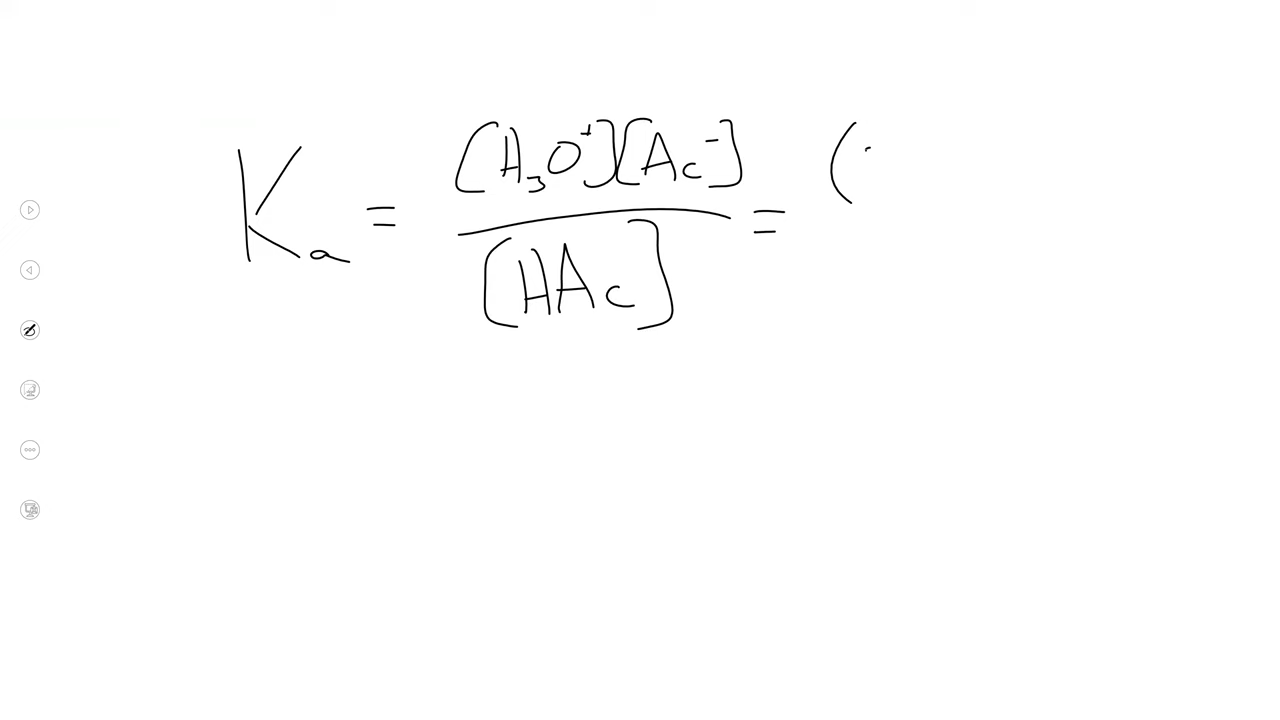 Ka = [H₃O⁺][Ac⁻] / [HAc] = (